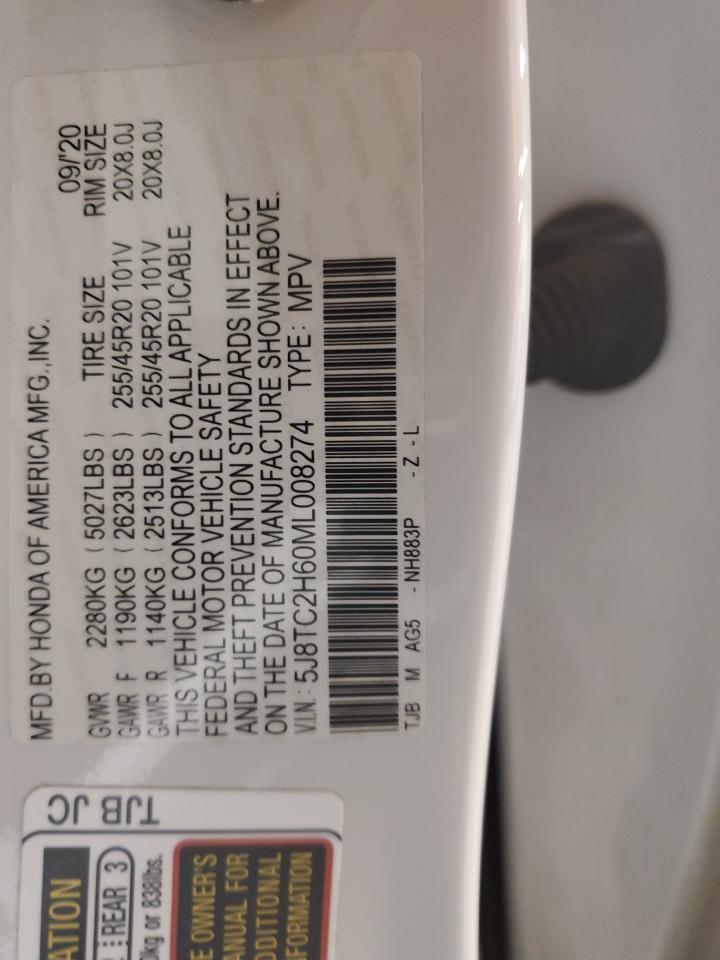 MFD.BY HONDA OF AMERICA MFG.,INC. 09/'20
GVWR 2280KG (5027LBS) TIRE SIZE RIM SIZE
GAWR F 1190KG (2623LBS) 255/45R20 101V 20X8.0J
GAWR R 1140KG (2513LBS) 255/45R20 101V 20X8.0J
THIS VEHICLE CONFORMS TO ALL APPLICABLE
FEDERAL MOTOR VEHICLE SAFETY
AND THEFT PREVENTION STANDARDS IN EFFECT
ON THE DATE OF MANUFACTURE SHOWN ABOVE.
V.I.N.: 5J8TC2H60ML008274 TYPE: MPV
TJB M AG5 - NH883P - Z - L
TJB JC
ATION
REAR 3
0kg or 838lbs.
E OWNER'S
ANUAL FOR
DDITIONAL
FORMATION